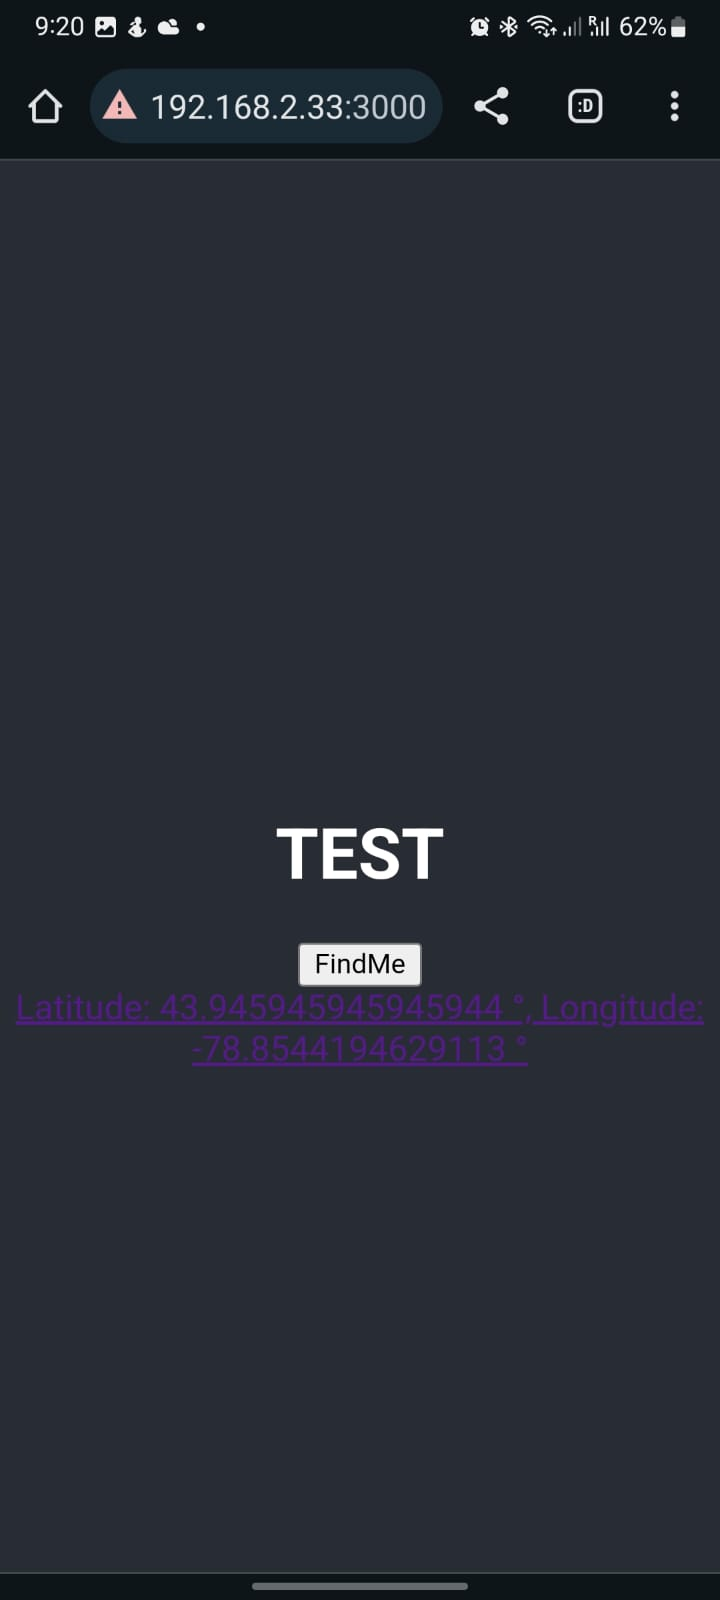 9:20 R 62%
192.168.2.33:3000 :D
TEST
FindMe
Latitude: 43.945945945945944 °, Longitude:
-78.8544194629113 °